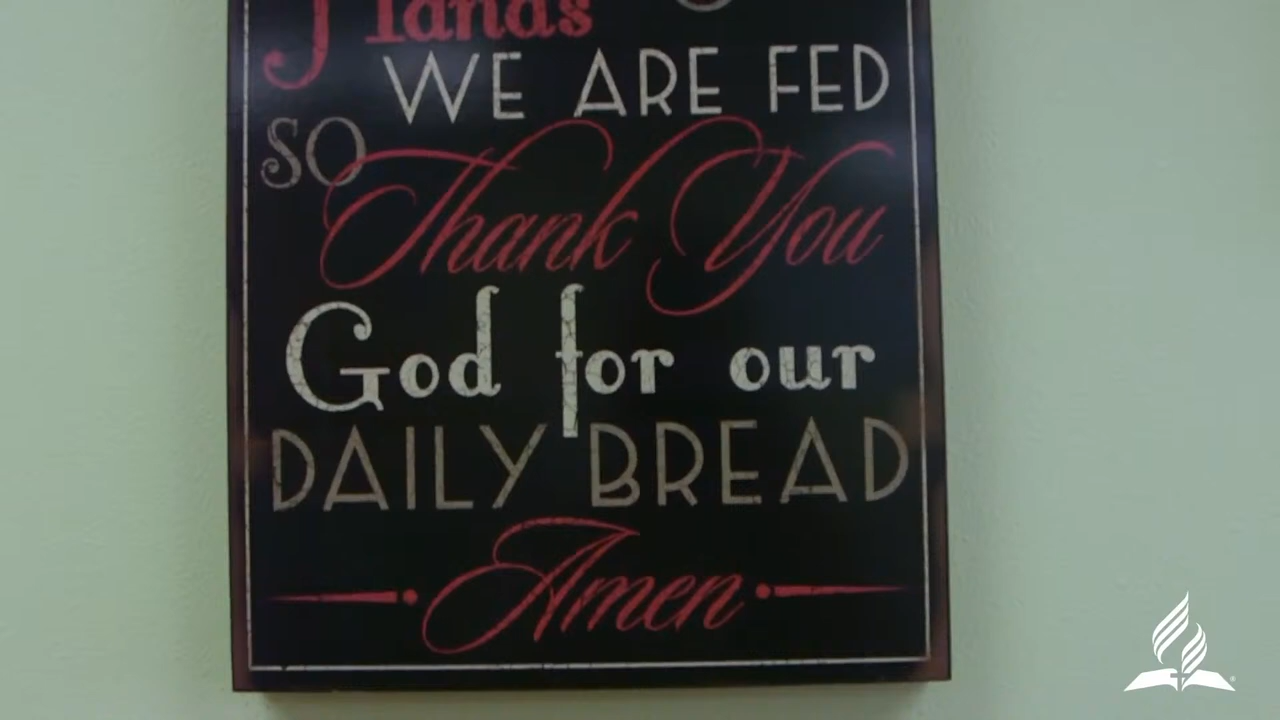 Hands
WE ARE FED
SO Thank You
God for our
DAILY BREAD
Amen